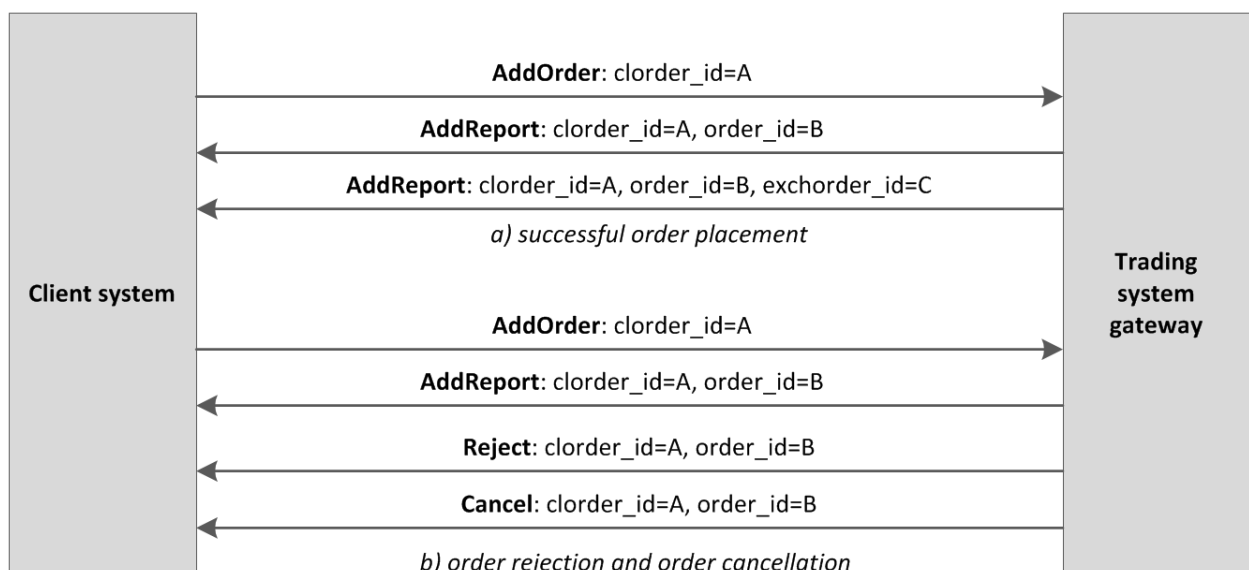 AddOrder: clorder_id=A
AddReport: clorder_id=A, order_id=B
AddReport: clorder_id=A, order_id=B, exchorder_id=C
a) successful order placement
Client system
Trading
system
gateway
AddOrder: clorder_id=A
AddReport: clorder_id=A, order_id=B
Reject: clorder_id=A, order_id=B
Cancel: clorder_id=A, order_id=B
b) order rejection and order cancellation